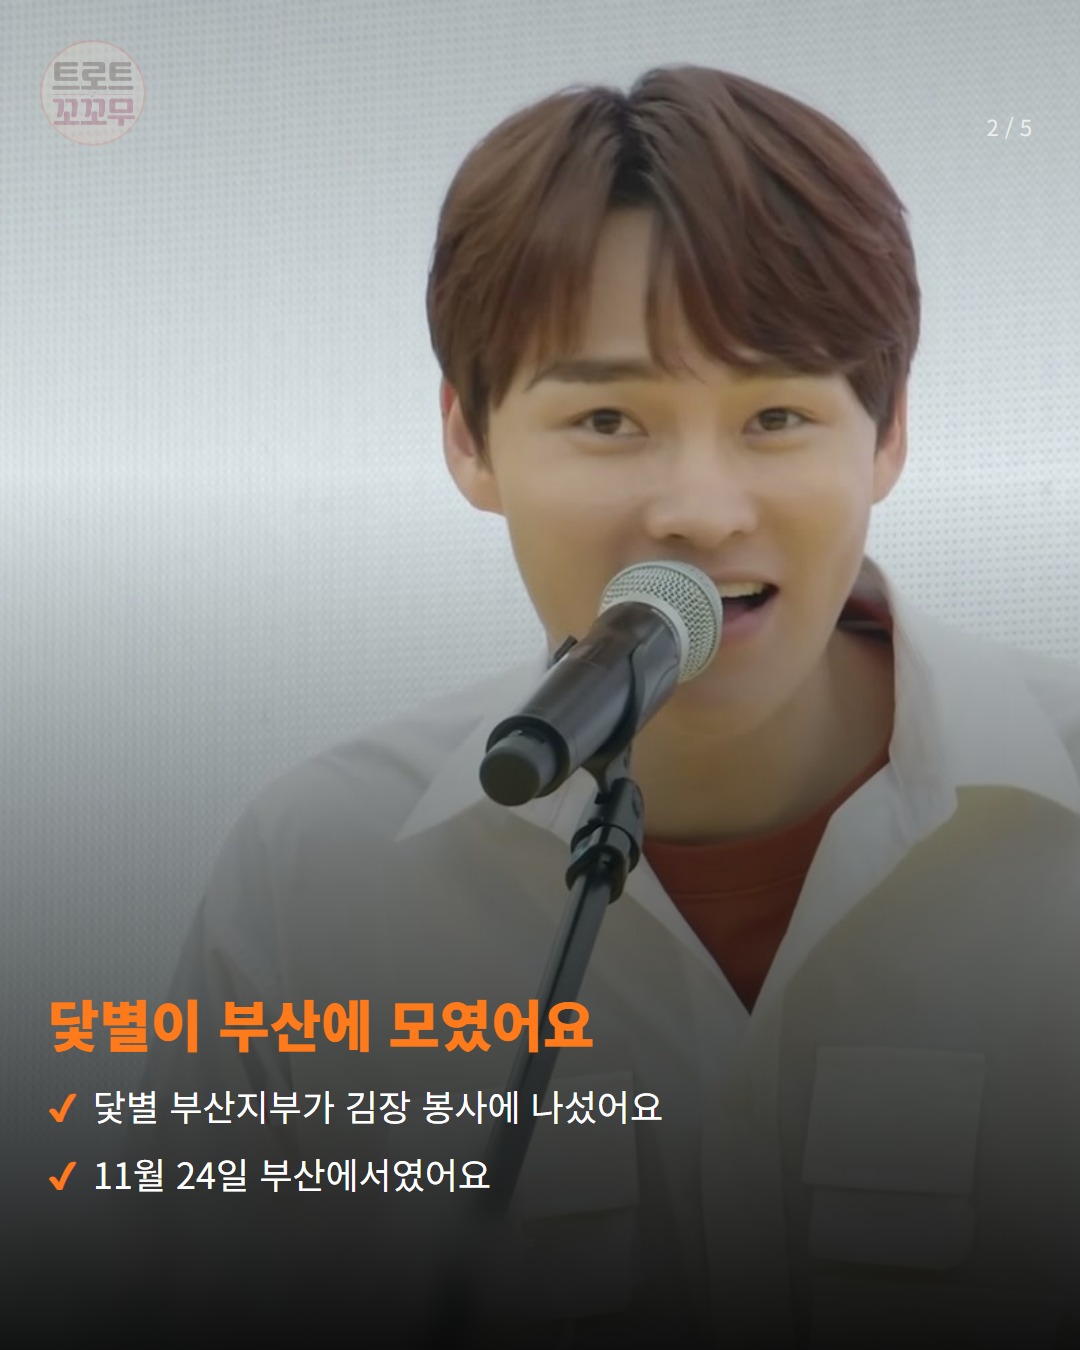 트로트
꼬꼬무
2 / 5
닻별이 부산에 모였어요
✔ 닻별 부산지부가 김장 봉사에 나섰어요
✔ 11월 24일 부산에서였어요